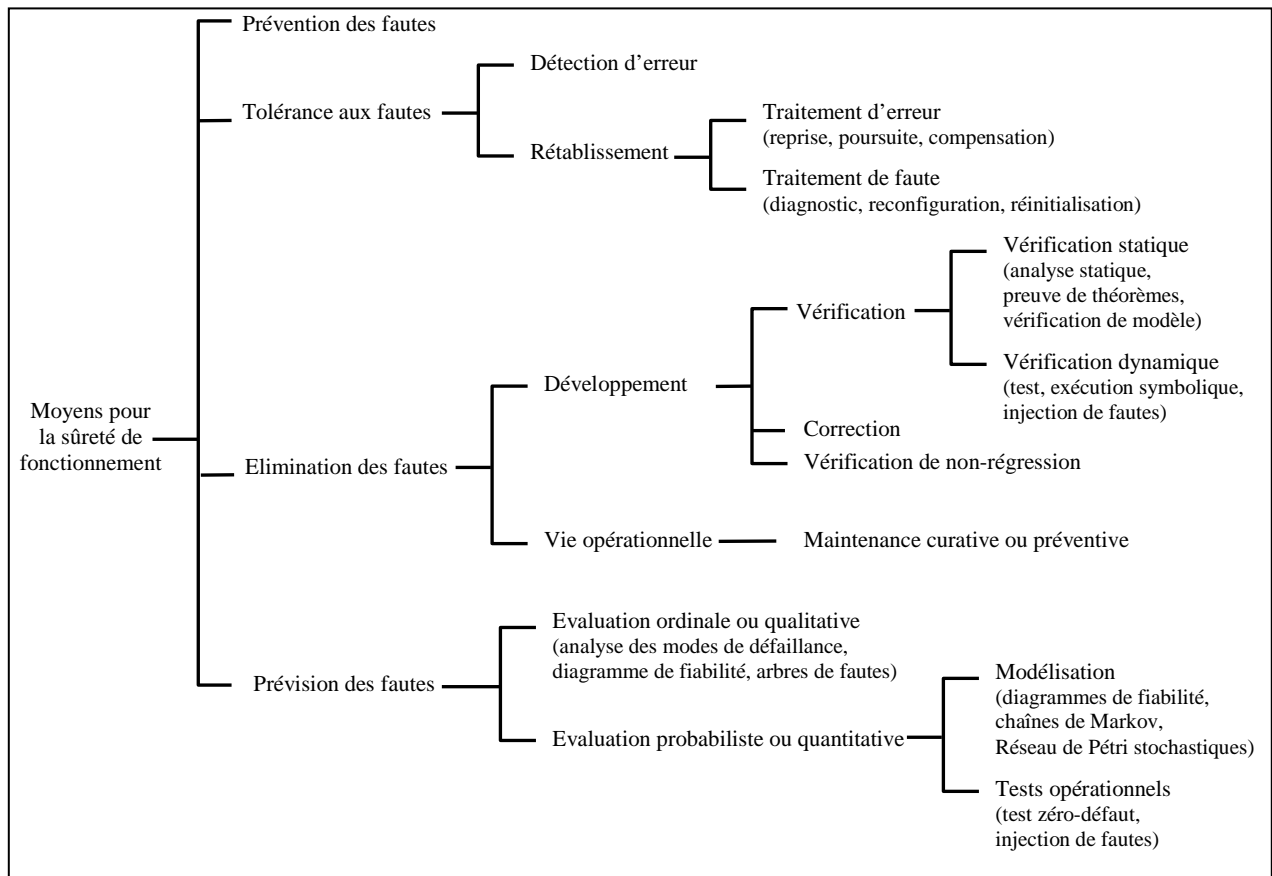 Prévention des fautes
Détection d'erreur
Tolérance aux fautes
Traitement d'erreur
(reprise, poursuite, compensation)
Rétablissement
Traitement de faute
(diagnostic, reconfiguration, réinitialisation)
Vérification statique
(analyse statique,
preuve de théorèmes,
vérification de modèle)
Vérification
Vérification dynamique
(test, exécution symbolique,
injection de fautes)
Développement
Moyens pour
la sûreté de
fonctionnement
Correction
Elimination des fautes
Vérification de non-régression
Vie opérationnelle
Maintenance curative ou préventive
Evaluation ordinale ou qualitative
(analyse des modes de défaillance,
diagramme de fiabilité, arbres de fautes)
Prévision des fautes
Modélisation
(diagrammes de fiabilité,
chaînes de Markov,
Réseau de Pétri stochastiques)
Evaluation probabiliste ou quantitative
Tests opérationnels
(test zéro-défaut,
injection de fautes)